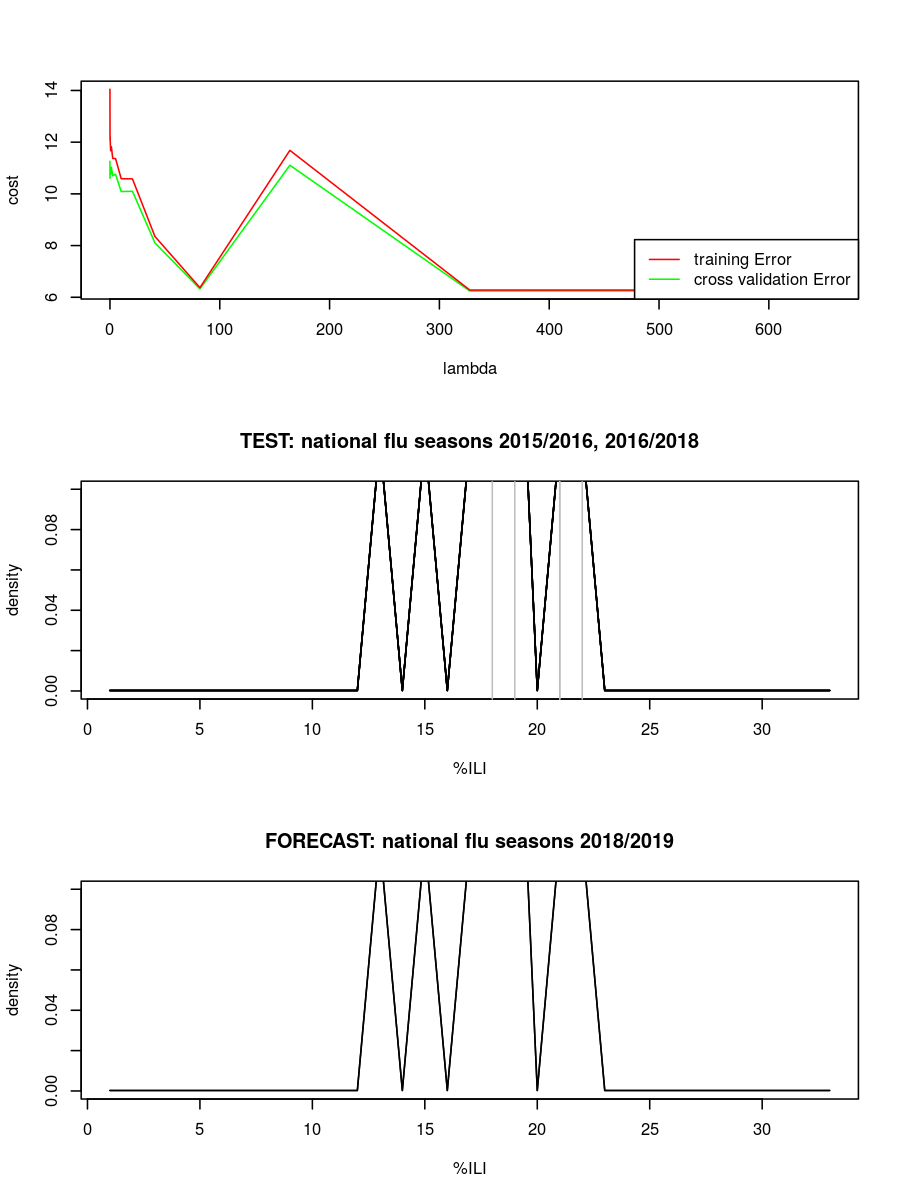 14
12
10
8
6
cost
0 100 200 300 400 500 600
lambda
training Error
cross validation Error
TEST: national flu seasons 2015/2016, 2016/2018
0.08
0.04
0.00
density
0 5 10 15 20 25 30
%ILI
FORECAST: national flu seasons 2018/2019
0.08
0.04
0.00
density
0 5 10 15 20 25 30
%ILI